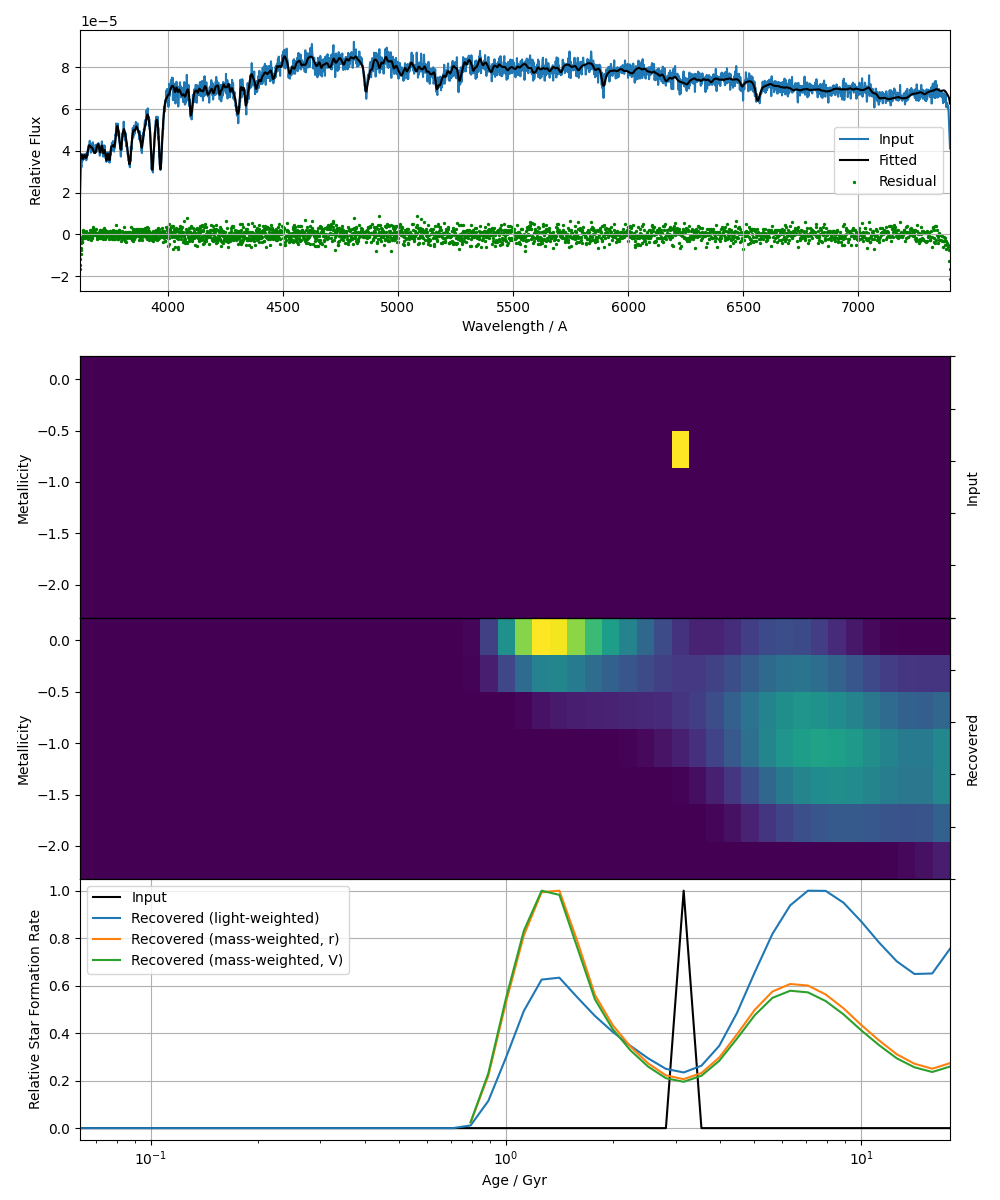 1e−5
8
6
4
2
0
−2
Relative Flux
Input
Fitted
Residual
4000 4500 5000 5500 6000 6500 7000
Wavelength / A
0.0
−0.5
−1.0
−1.5
−2.0
Metallicity
Input
0.0
−0.5
−1.0
−1.5
−2.0
Metallicity
Recovered
1.0
0.8
0.6
0.4
0.2
0.0
Relative Star Formation Rate
Input
Recovered (light-weighted)
Recovered (mass-weighted, r)
Recovered (mass-weighted, V)
10⁻¹ 10⁰ 10¹
Age / Gyr